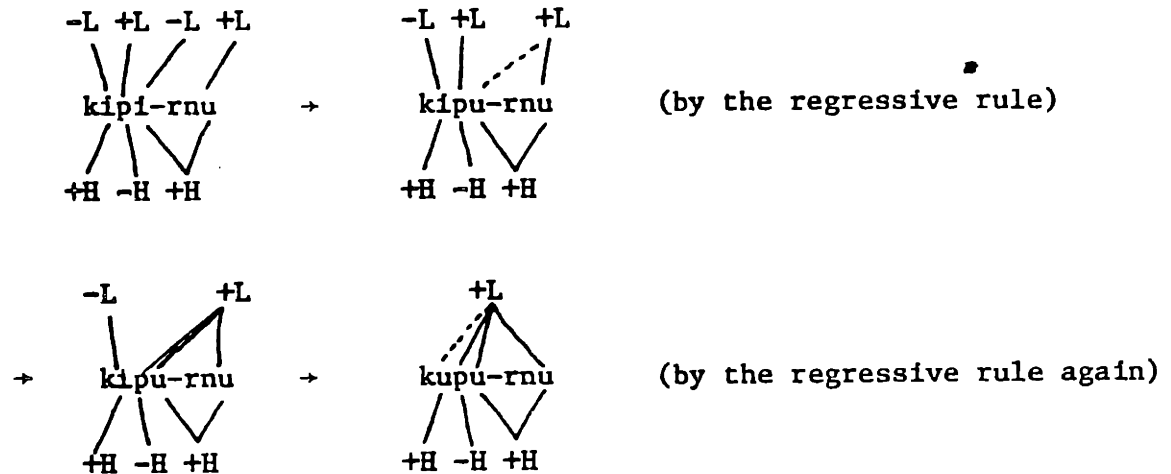 -L +L -L +L -L +L +L
kipi-rnu → kipu-rnu (by the regressive rule)
+H -H +H +H -H +H
-L +L +L
→ kipu-rnu → kupu-rnu (by the regressive rule again)
+H -H +H +H -H +H